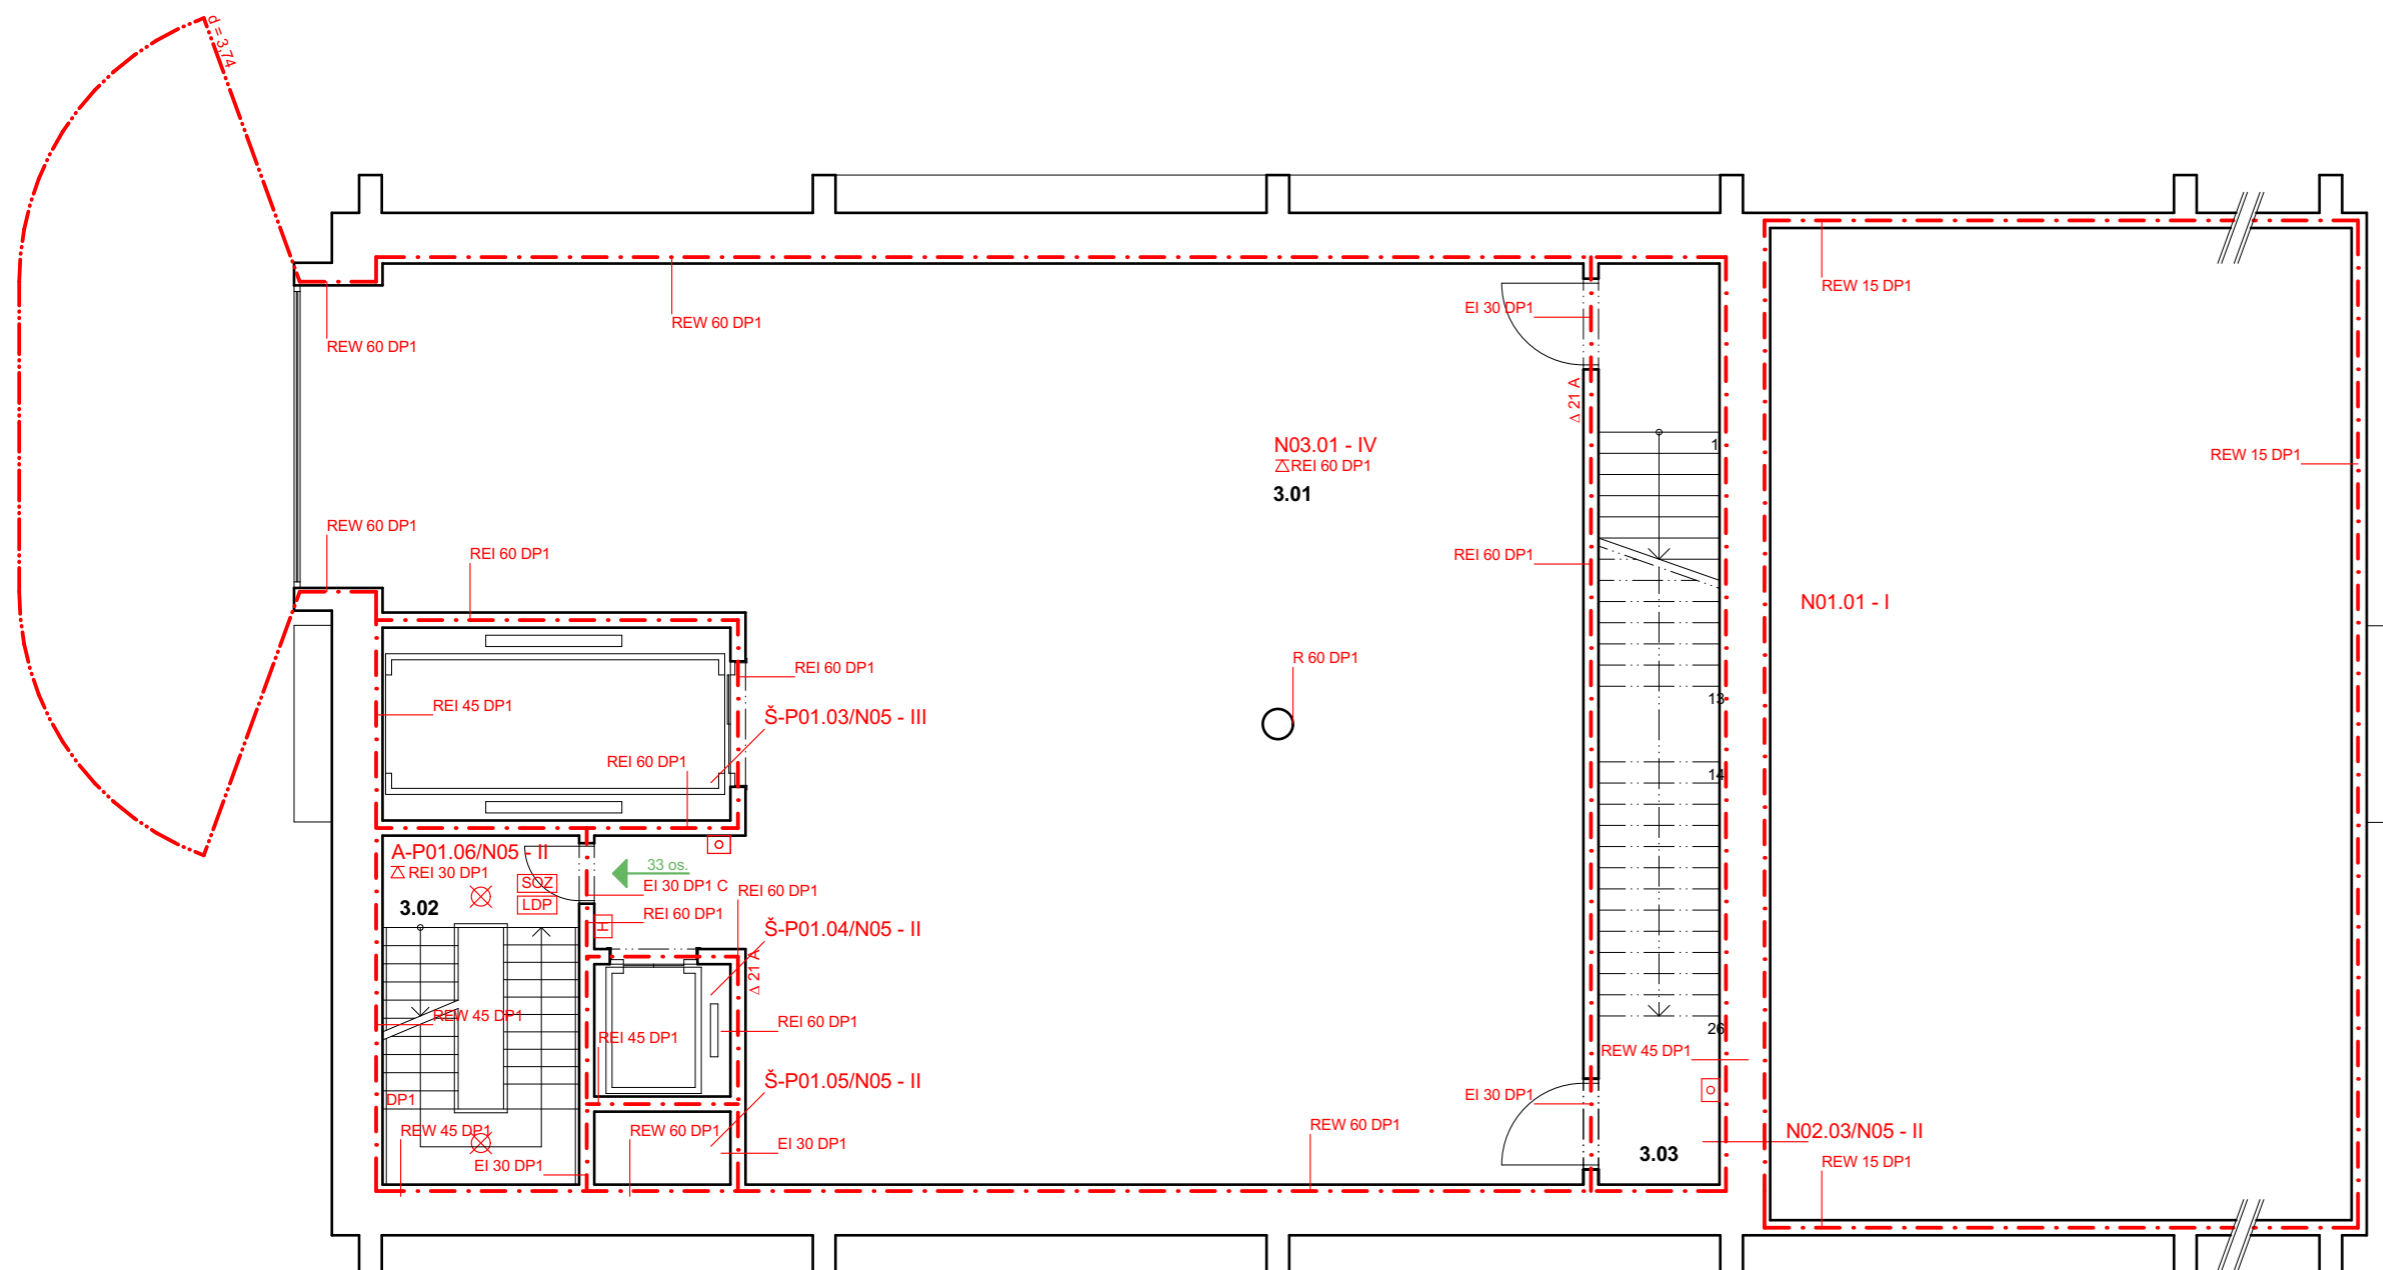 d = 3,74
REW 15 DP1
EI 30 DP1
REW 60 DP1
REW 60 DP1
Δ 21 A
N03.01 - IV
REI 60 DP1
3.01
1
REW 15 DP1
REW 60 DP1
REI 60 DP1
REI 60 DP1
N01.01 - I
R 60 DP1
REI 60 DP1
13
REI 45 DP1
Š-P01.03/N05 - III
REI 60 DP1
14
A-P01.06/N05 - II
REI 30 DP1
33 os.
SOZ
EI 30 DP1 C
REI 60 DP1
LDP
3.02
REI 60 DP1
H
Š-P01.04/N05 - II
Δ 21 A
REW 45 DP1
REI 60 DP1
26
REI 45 DP1
REW 45 DP1
Š-P01.05/N05 - II
DP1
EI 30 DP1
REW 45 DP1
REW 60 DP1
REW 60 DP1
N02.03/N05 - II
EI 30 DP1
3.03
EI 30 DP1
REW 15 DP1